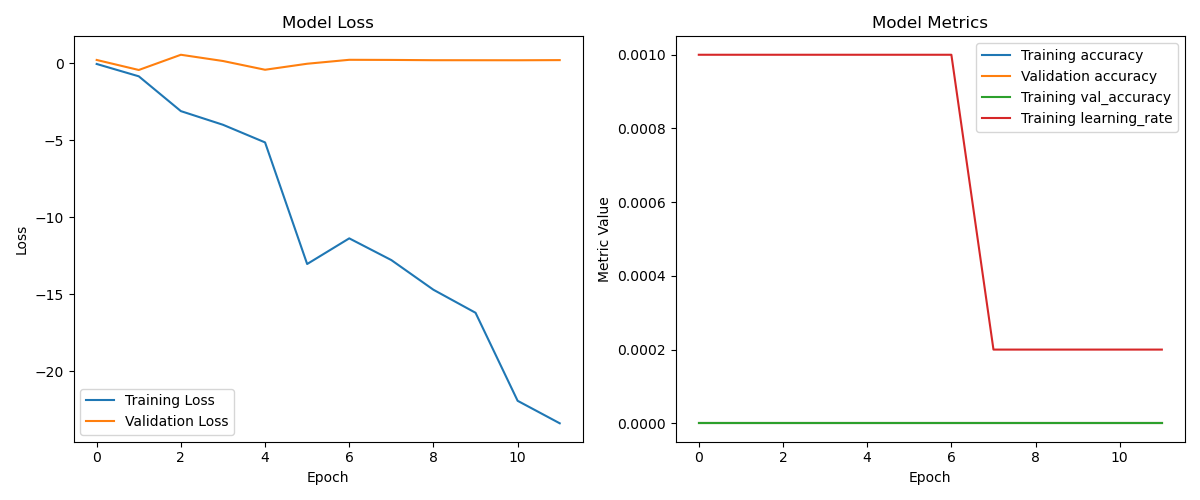 Model Loss
0
−5
−10
−15
−20
Loss
0 2 4 6 8 10
Epoch
Training Loss
Validation Loss
Model Metrics
0.0010
0.0008
0.0006
0.0004
0.0002
0.0000
Metric Value
0 2 4 6 8 10
Epoch
Training accuracy
Validation accuracy
Training val_accuracy
Training learning_rate